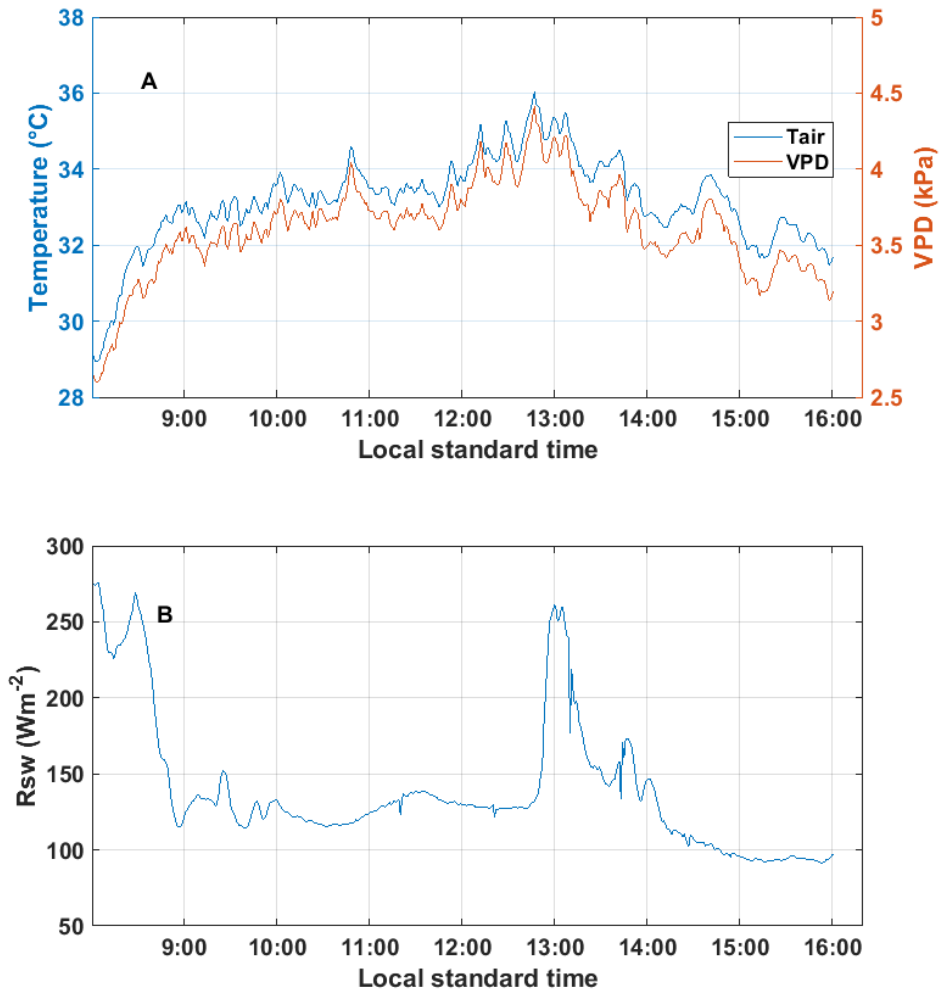 38
5
36
4.5
34
4
32
3.5
30
3
28
2.5
Temperature (°C)
VPD (kPa)
A
Tair
VPD
9:00 10:00 11:00 12:00 13:00 14:00 15:00 16:00
Local standard time
300
250
200
150
100
50
Rsw (Wm-2)
B
9:00 10:00 11:00 12:00 13:00 14:00 15:00 16:00
Local standard time